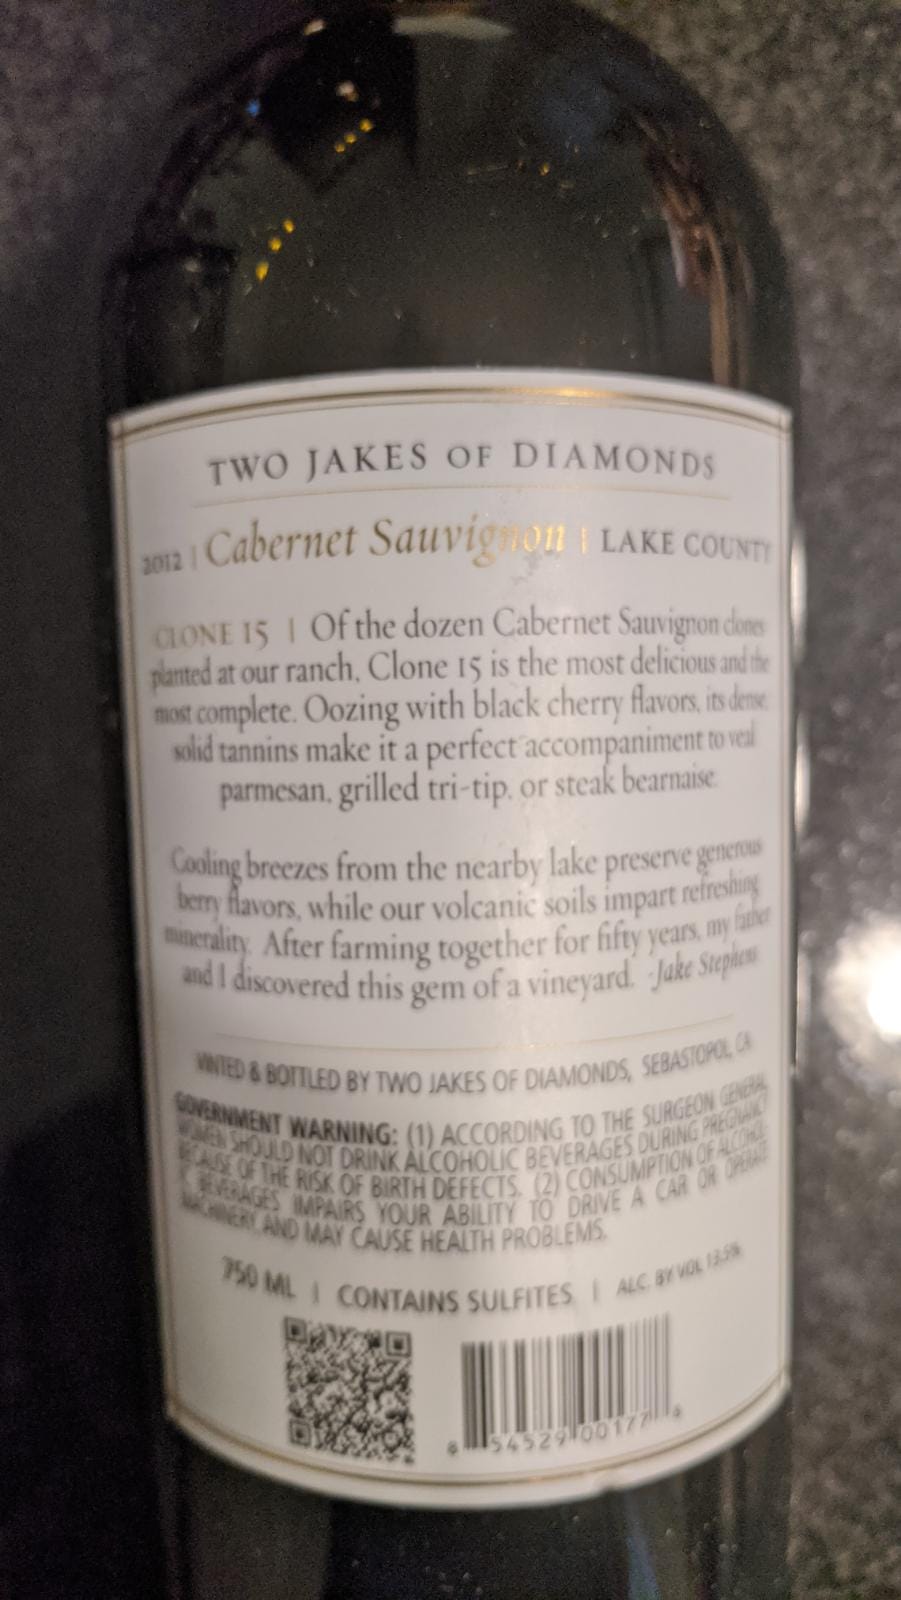 TWO JAKES OF DIAMONDS
2012 | Cabernet Sauvignon | LAKE COUNTY
CLONE 15 | Of the dozen Cabernet Sauvignon clones
planted at our ranch, Clone 15 is the most delicious and the
most complete. Oozing with black cherry flavors, its dense,
solid tannins make it a perfect accompaniment to veal
parmesan, grilled tri-tip, or steak bearnaise.
Cooling breezes from the nearby lake preserve generous
berry flavors, while our volcanic soils impart refreshing
minerality. After farming together for fifty years, my father
and I discovered this gem of a vineyard. -Jake Stephens
VINTED & BOTTLED BY TWO JAKES OF DIAMONDS, SEBASTOPOL, CA
GOVERNMENT WARNING: (1) ACCORDING TO THE SURGEON GENERAL,
WOMEN SHOULD NOT DRINK ALCOHOLIC BEVERAGES DURING PREGNANCY
BECAUSE OF THE RISK OF BIRTH DEFECTS. (2) CONSUMPTION OF ALCOHOL-
IC BEVERAGES IMPAIRS YOUR ABILITY TO DRIVE A CAR OR OPERATE
MACHINERY, AND MAY CAUSE HEALTH PROBLEMS.
750 ML | CONTAINS SULFITES | ALC. BY VOL 13.5%
8 54529 00177 4